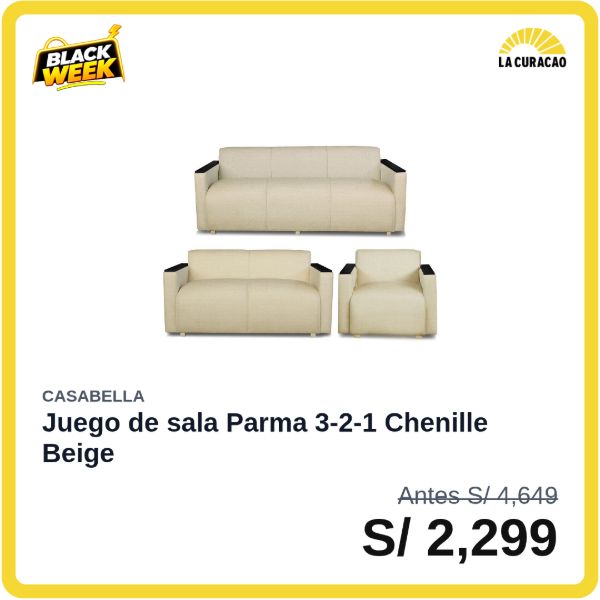 BLACK
WEEK
LA CURACAO
CASABELLA
Juego de sala Parma 3-2-1 Chenille
Beige
Antes S/ 4,649
S/ 2,299